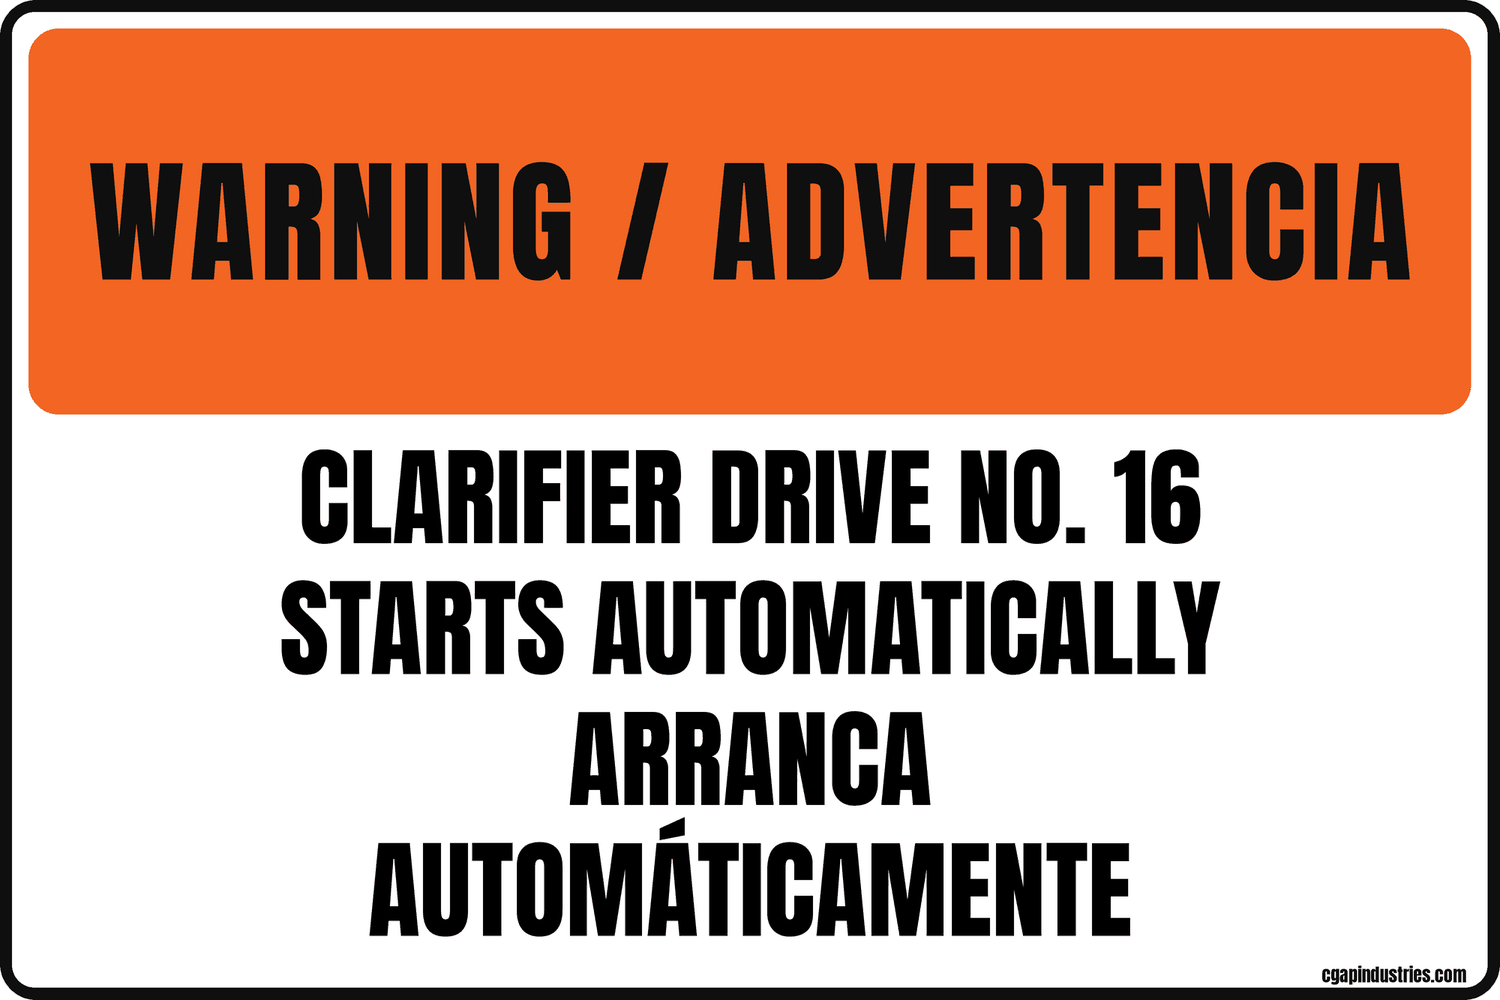 WARNING / ADVERTENCIA
CLARIFIER DRIVE NO. 16
STARTS AUTOMATICALLY
ARRANCA
AUTOMÁTICAMENTE
cgapindustries.com